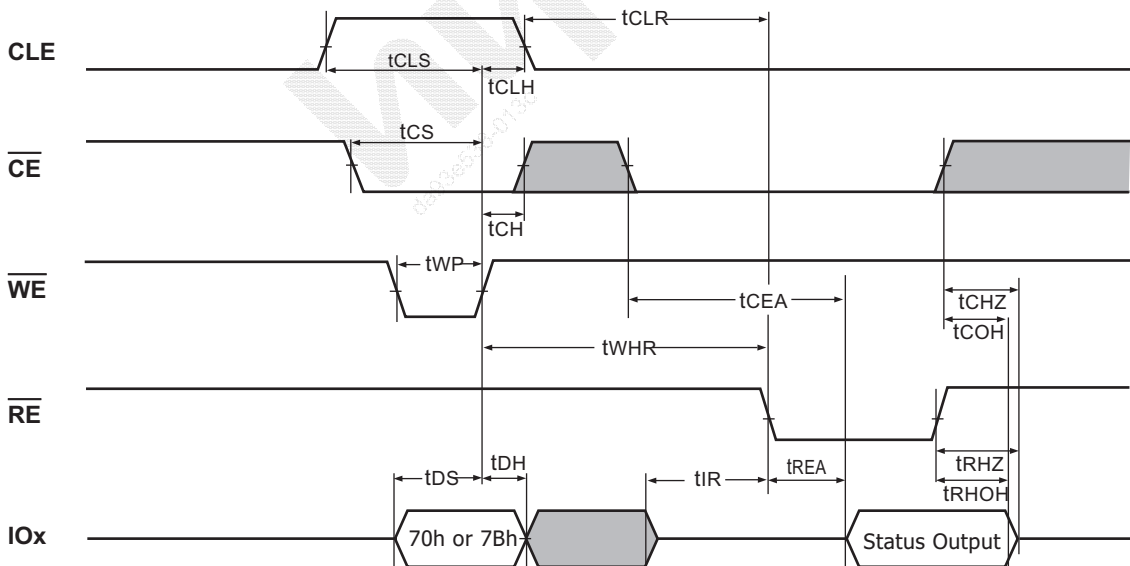 tCLR
CLE
tCLS
tCLH
tCS
CE
tCH
tWP
WE
tCEA
tCHZ
tCOH
tWHR
RE
tDS
tDH
tIR
tREA
tRHZ
tRHOH
IOx
70h or 7Bh
Status Output